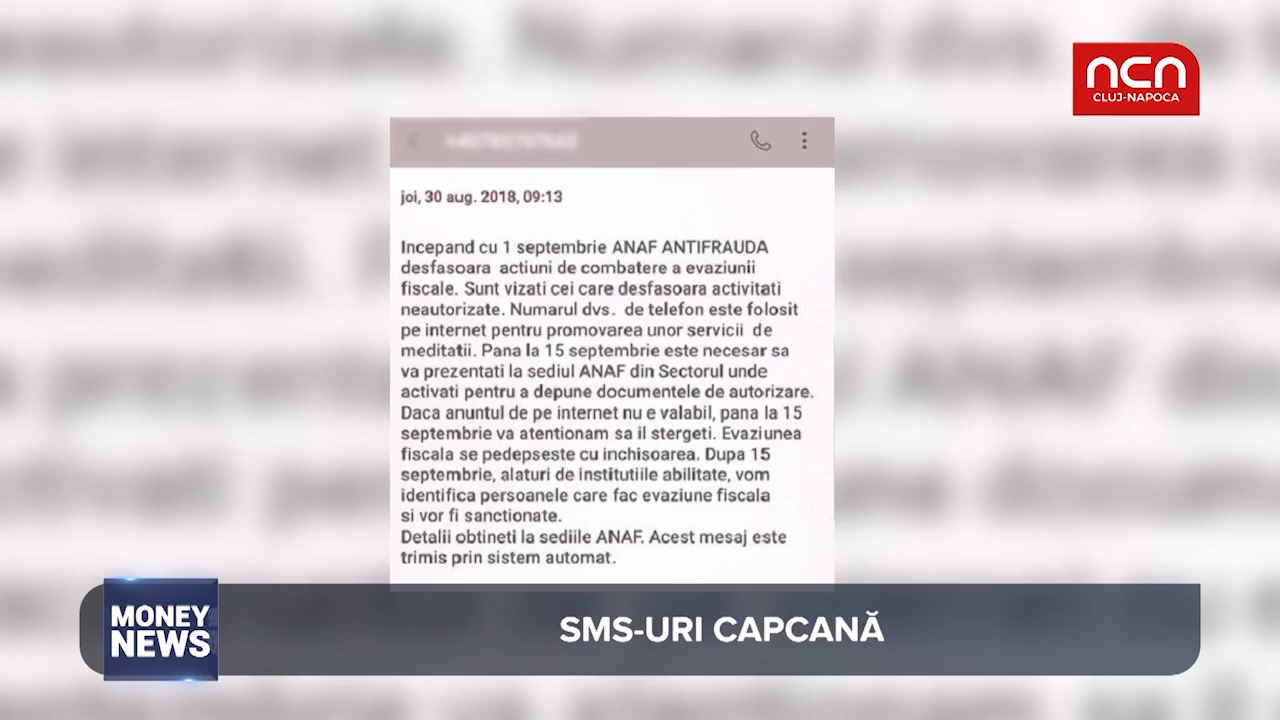 ncn
CLUJ-NAPOCA
joi, 30 aug. 2018, 09:13
Incepand cu 1 septembrie ANAF ANTIFRAUDA
desfasoara actiuni de combatere a evaziunii
fiscale. Sunt vizati cei care desfasoara activitati
neautorizate. Numarul dvs. de telefon este folosit
pe internet pentru promovarea unor servicii de
meditatii. Pana la 15 septembrie este necesar sa
va prezentati la sediul ANAF din Sectorul unde
activati pentru a depune documentele de autorizare.
Daca anuntul de pe internet nu e valabil, pana la 15
septembrie va atentionam sa il stergeti. Evaziunea
fiscala se pedepseste cu inchisoarea. Dupa 15
septembrie, alaturi de institutiile abilitate, vom
identifica persoanele care fac evaziune fiscala
si vor fi sanctionate.
Detalii obtineti la sediile ANAF. Acest mesaj este
trimis prin sistem automat.
MONEY
NEWS
SMS-URI CAPCANĂ